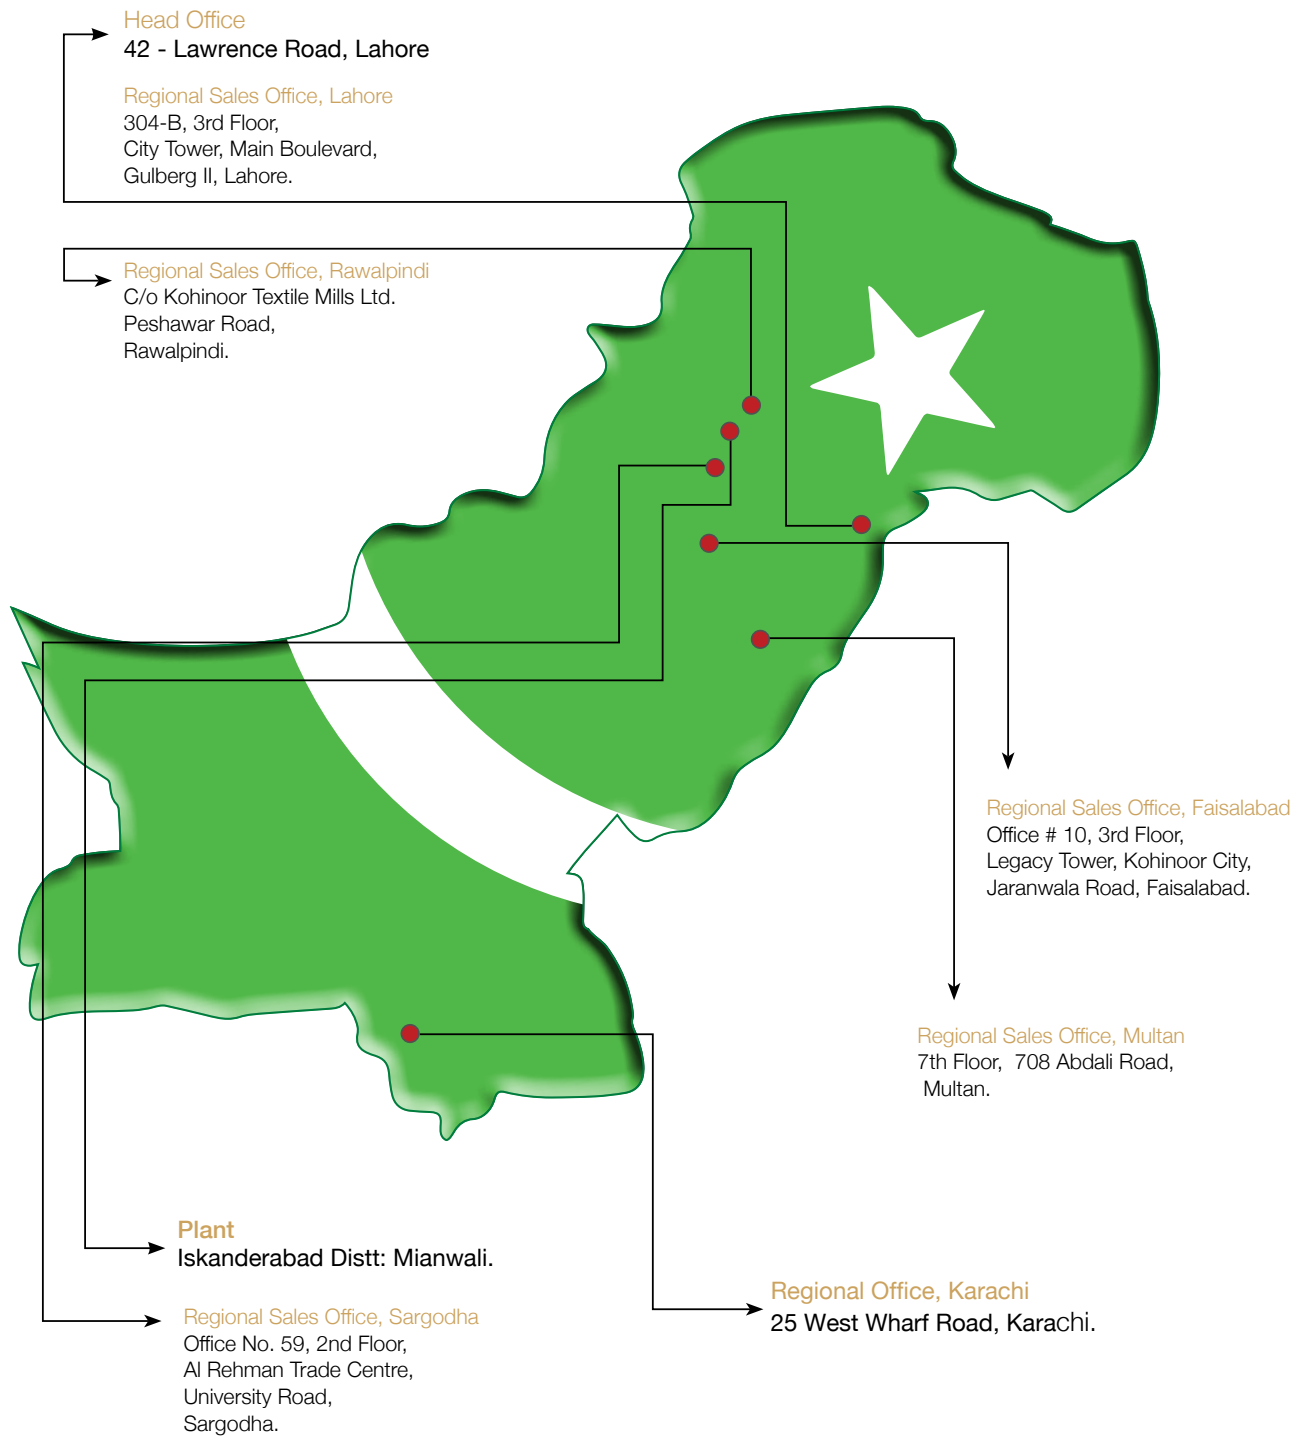 Head Office
42 - Lawrence Road, Lahore
Regional Sales Office, Lahore
304-B, 3rd Floor,
City Tower, Main Boulevard,
Gulberg II, Lahore.
Regional Sales Office, Rawalpindi
C/o Kohinoor Textile Mills Ltd.
Peshawar Road,
Rawalpindi.
Regional Sales Office, Faisalabad
Office # 10, 3rd Floor,
Legacy Tower, Kohinoor City,
Jaranwala Road, Faisalabad.
Regional Sales Office, Multan
7th Floor, 708 Abdali Road,
Multan.
Plant
Iskanderabad Distt: Mianwali.
Regional Sales Office, Sargodha
Office No. 59, 2nd Floor,
Al Rehman Trade Centre,
University Road,
Sargodha.
Regional Office, Karachi
25 West Wharf Road, Karachi.